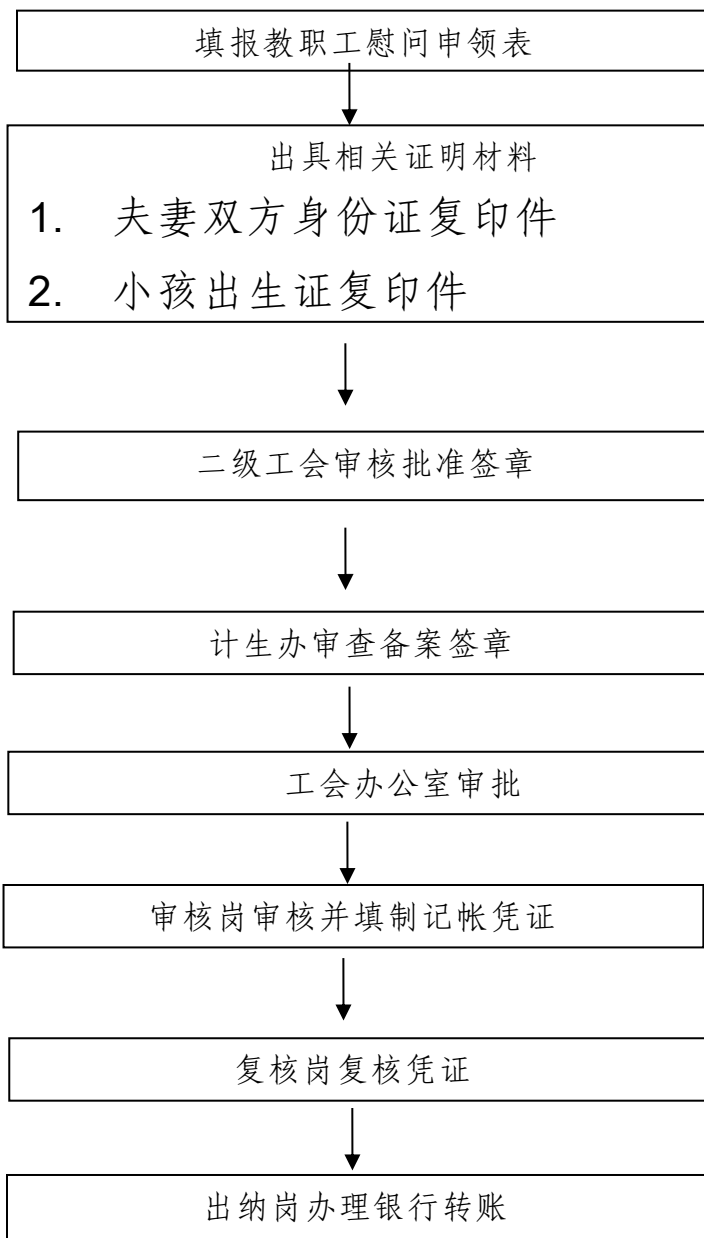 填报教职工慰问申领表
出具相关证明材料
1. 夫妻双方身份证复印件
2. 小孩出生证复印件
二级工会审核批准签章
计生办审查备案签章
工会办公室审批
审核岗审核并填制记帐凭证
复核岗复核凭证
出纳岗办理银行转账